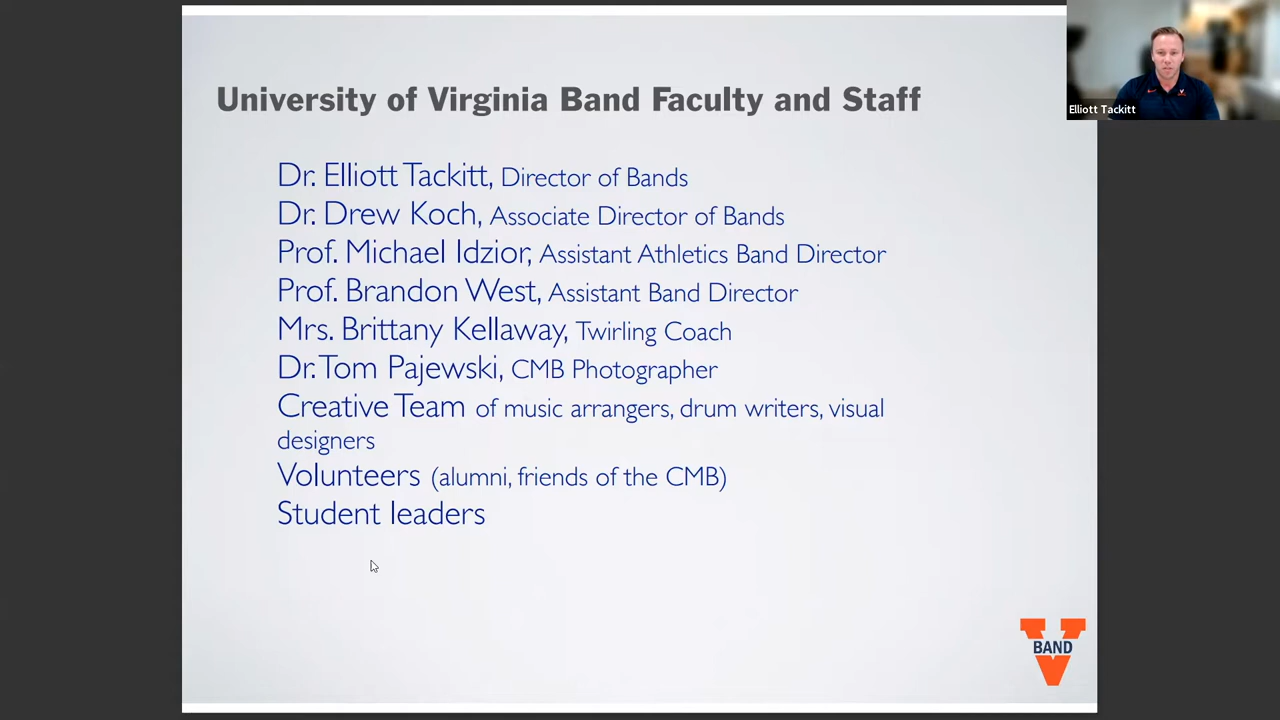 University of Virginia Band Faculty and Staff
Elliott Tackitt
Dr. Elliott Tackitt, Director of Bands
Dr. Drew Koch, Associate Director of Bands
Prof. Michael Idzior, Assistant Athletics Band Director
Prof. Brandon West, Assistant Band Director
Mrs. Brittany Kellaway, Twirling Coach
Dr. Tom Pajewski, CMB Photographer
Creative Team of music arrangers, drum writers, visual
designers
Volunteers (alumni, friends of the CMB)
Student leaders
BAND